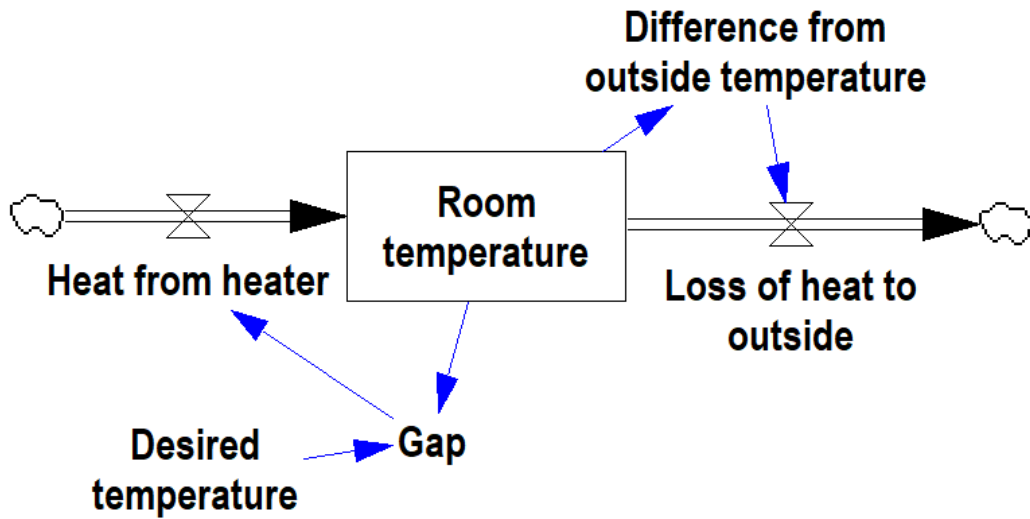 Difference from
outside temperature
Room
temperature
Heat from heater
Loss of heat to
outside
Desired
temperature
Gap